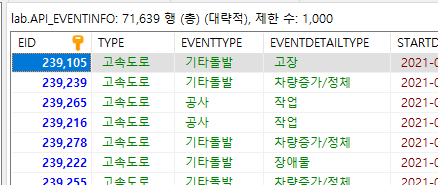 lab.API_EVENTINFO: 71,639 행 (총) (대략적), 제한 수: 1,000
EID TYPE EVENTTYPE EVENTDETAILTYPE STARTD
239,105 고속도로 기타돌발 고장 2021-0
239,239 고속도로 기타돌발 차량증가/정체 2021-0
239,265 고속도로 공사 작업 2021-0
239,216 고속도로 공사 작업 2021-0
239,278 고속도로 기타돌발 차량증가/정체 2021-0
239,222 고속도로 기타돌발 장애물 2021-0
239,255 고속도로 기타돌발 차량증가/정체 2021-0